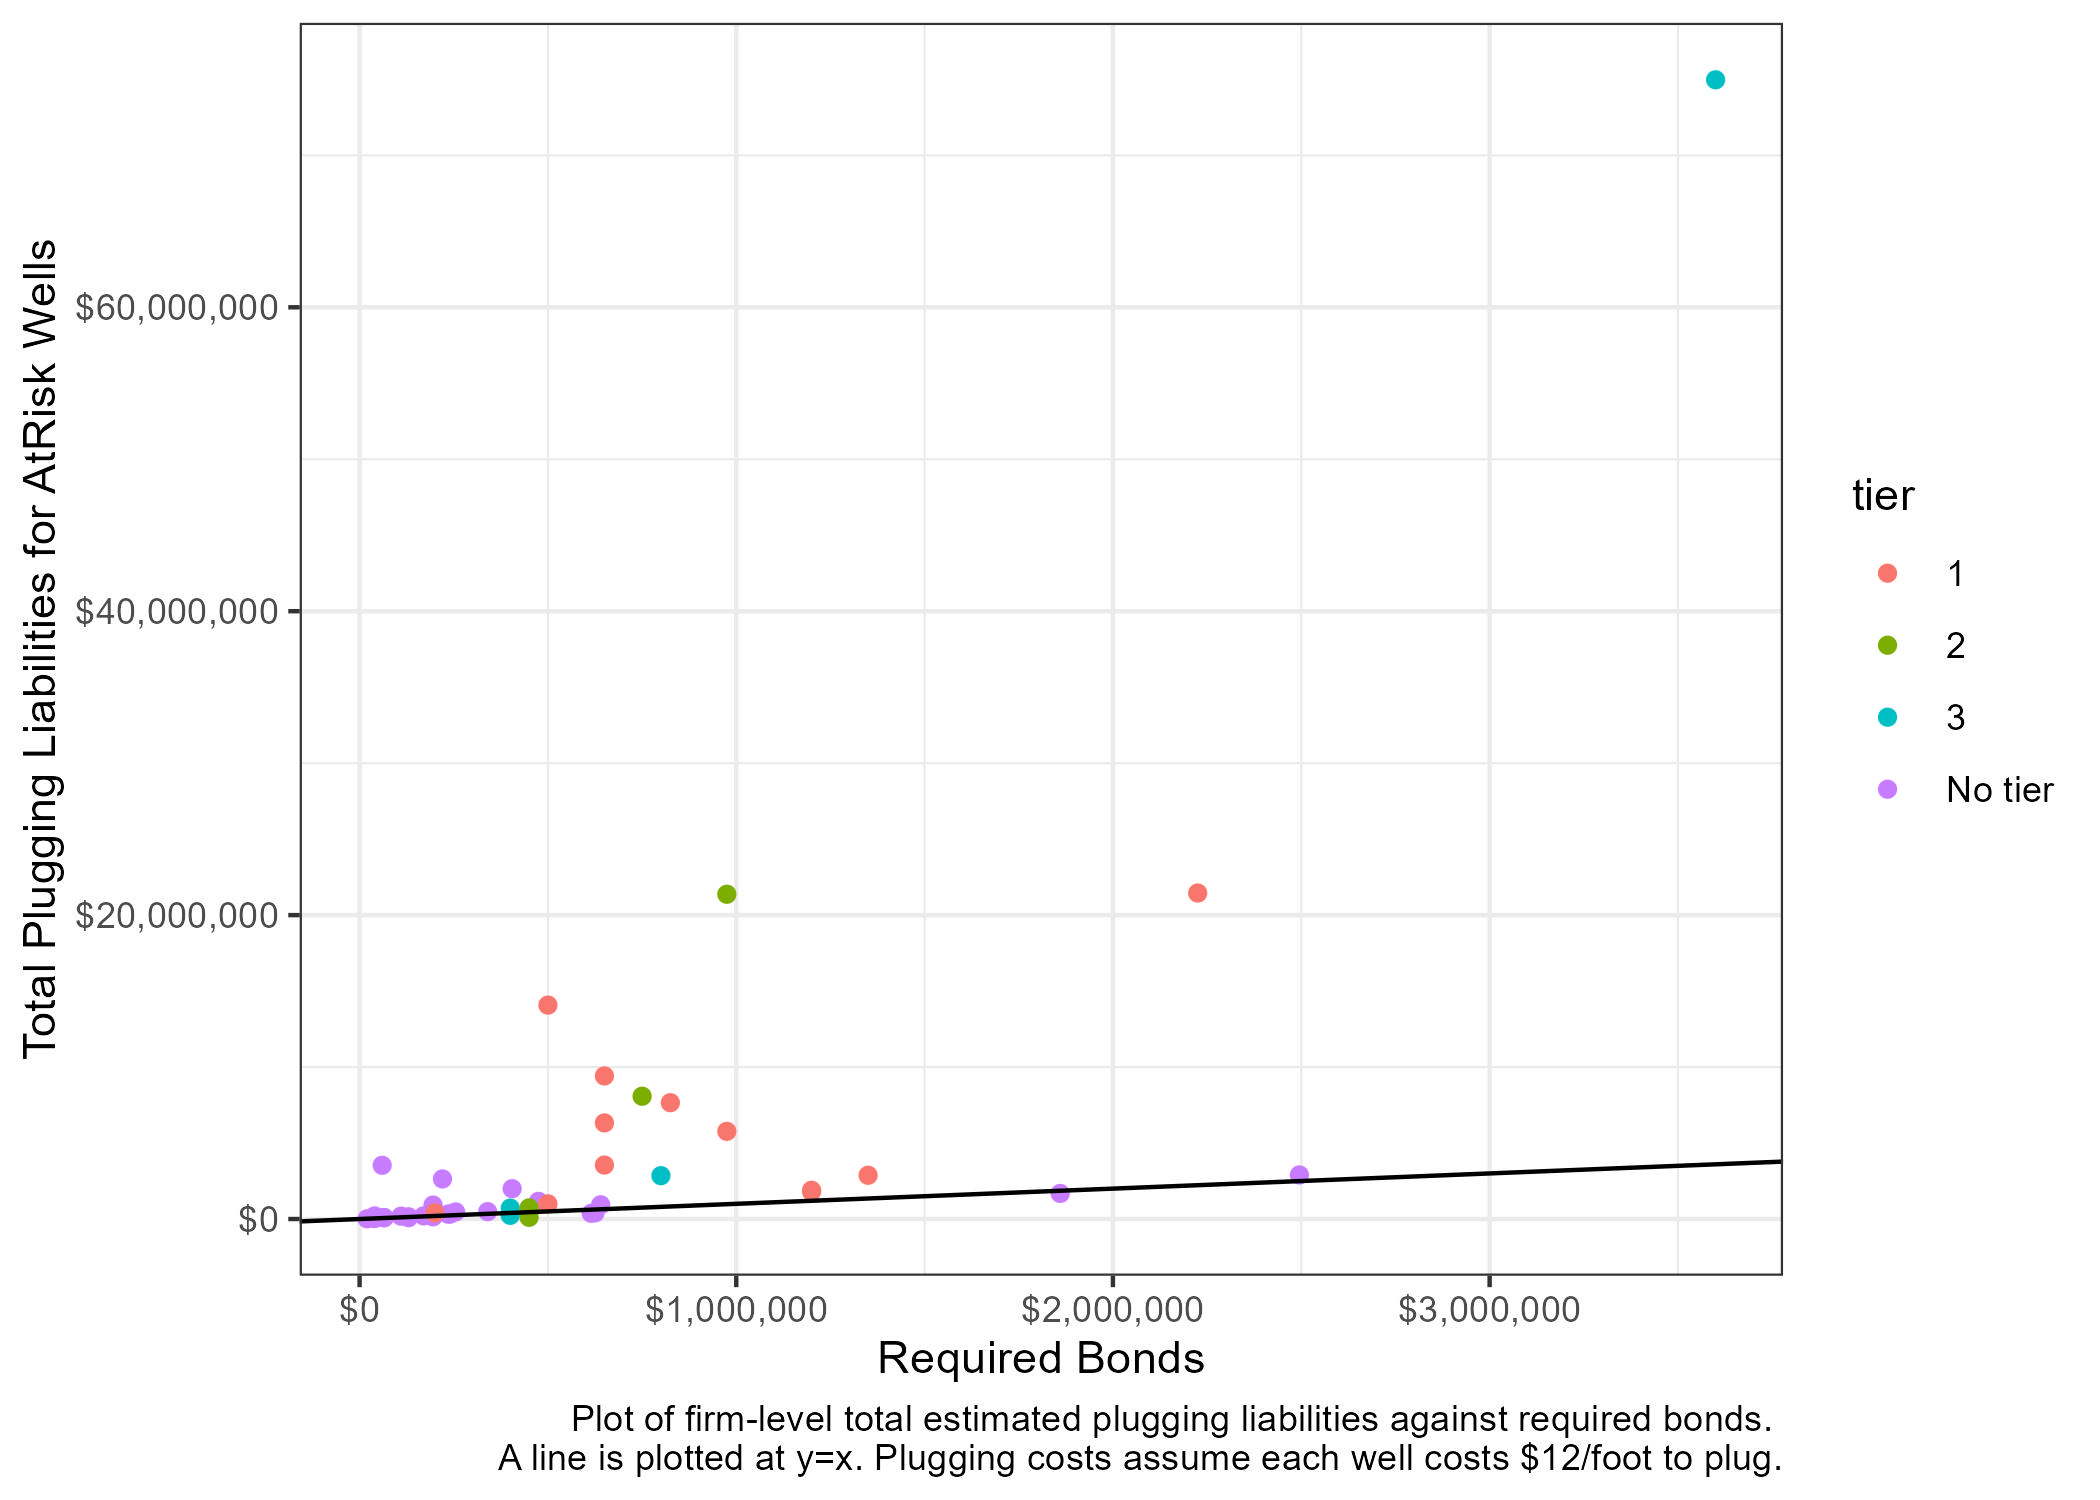 Total Plugging Liabilities for AtRisk Wells
$60,000,000
$40,000,000
$20,000,000
$0
$0
$1,000,000
$2,000,000
$3,000,000
Required Bonds
tier
1
2
3
No tier
Plot of firm-level total estimated plugging liabilities against required bonds.
A line is plotted at y=x. Plugging costs assume each well costs $12/foot to plug.